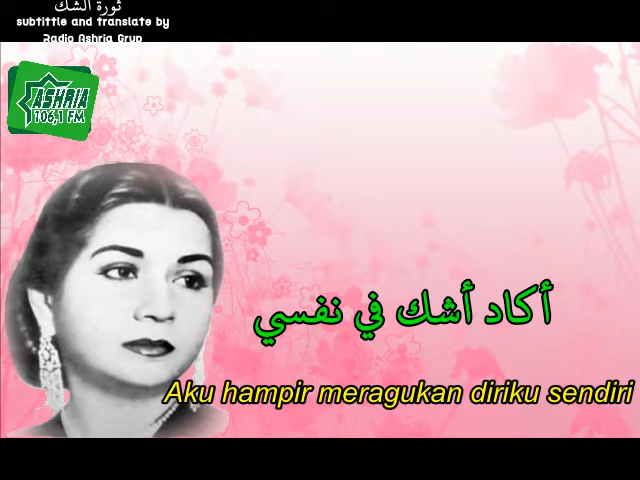 ثورة الشك
subtittle and translate by
Radio Ashria Grup
ASHRIA
106,1 FM
أكاد أشك في نفسي
Aku hampir meragukan diriku sendiri